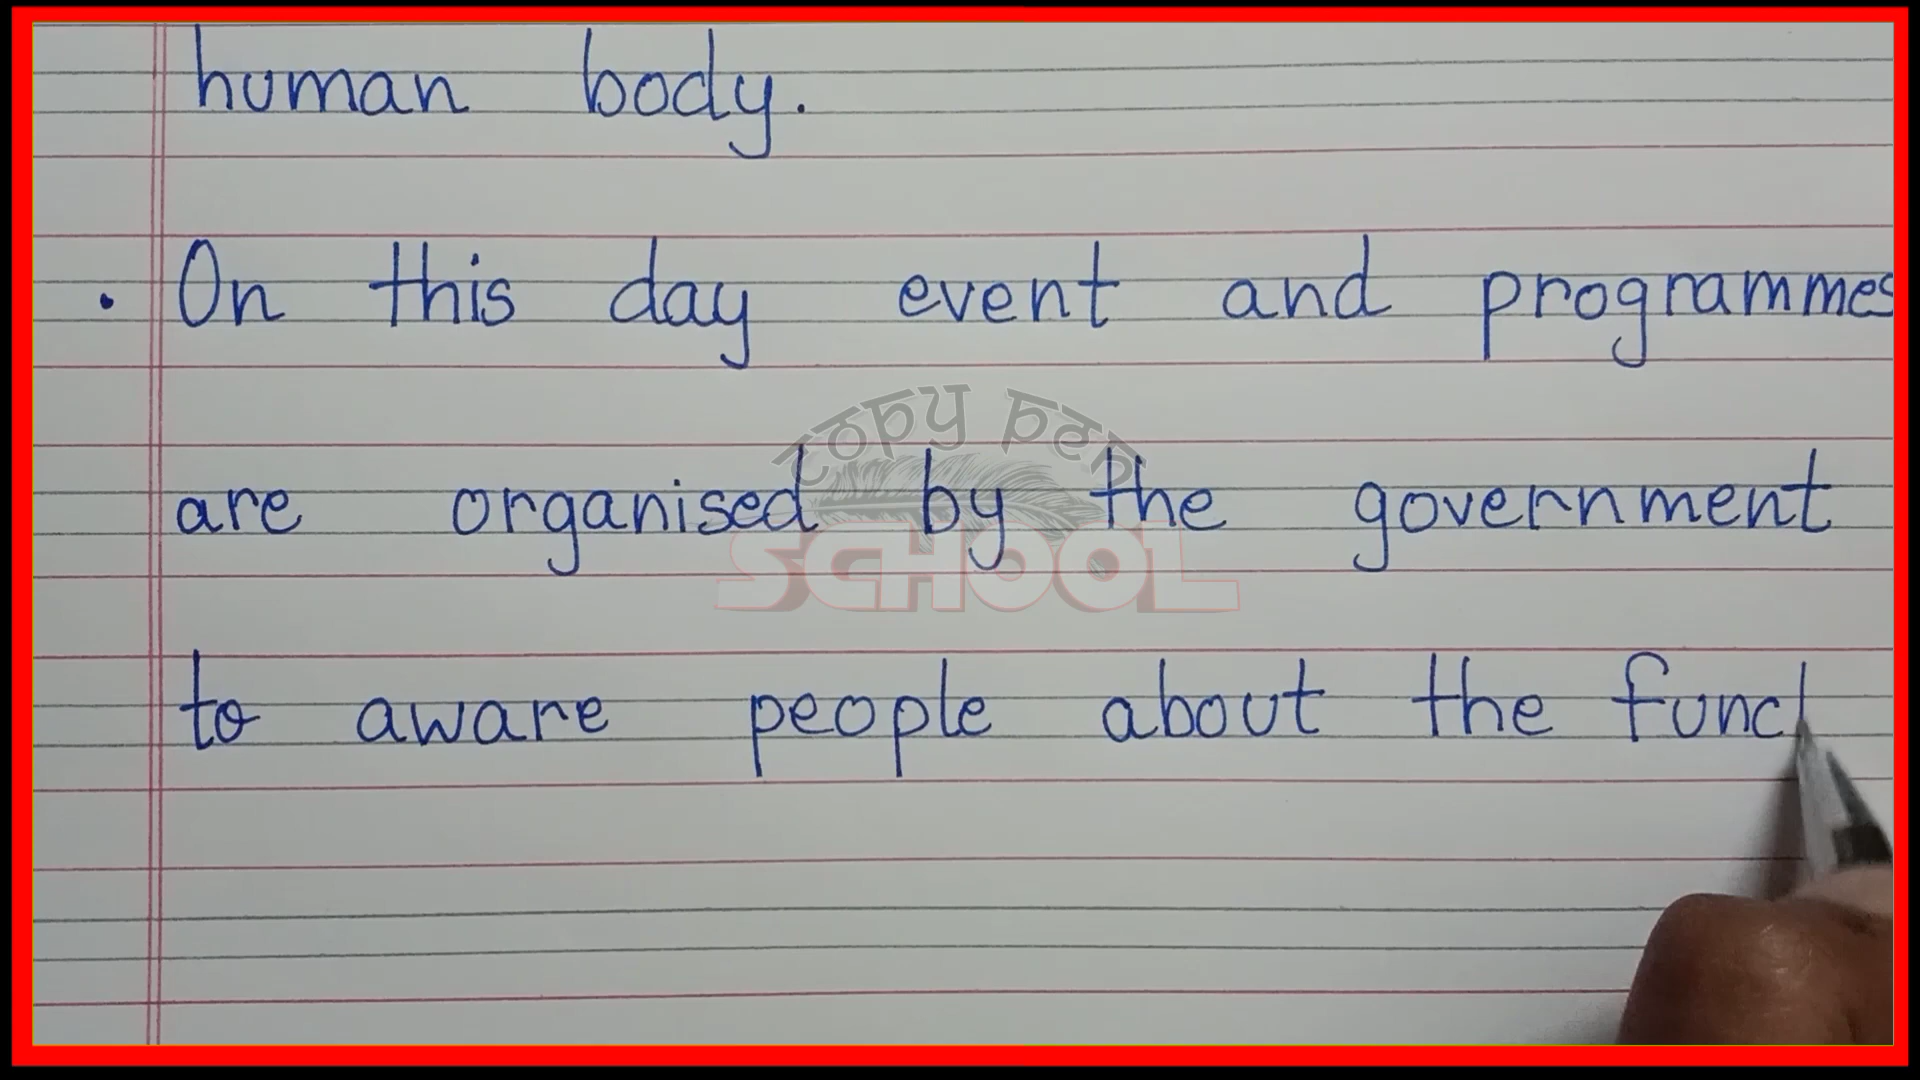 human body.
. On this day event and programmes
are organised by the government
to aware people about the funcl
copy pen
SCHOOL